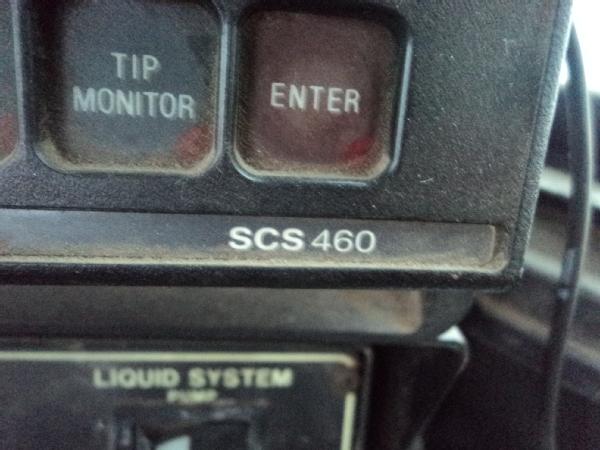 TIP
MONITOR
ENTER
SCS 460
LIQUID SYSTEM
PUMP